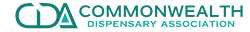 CDA COMMONWEALTH
DISPENSARY ASSOCIATION